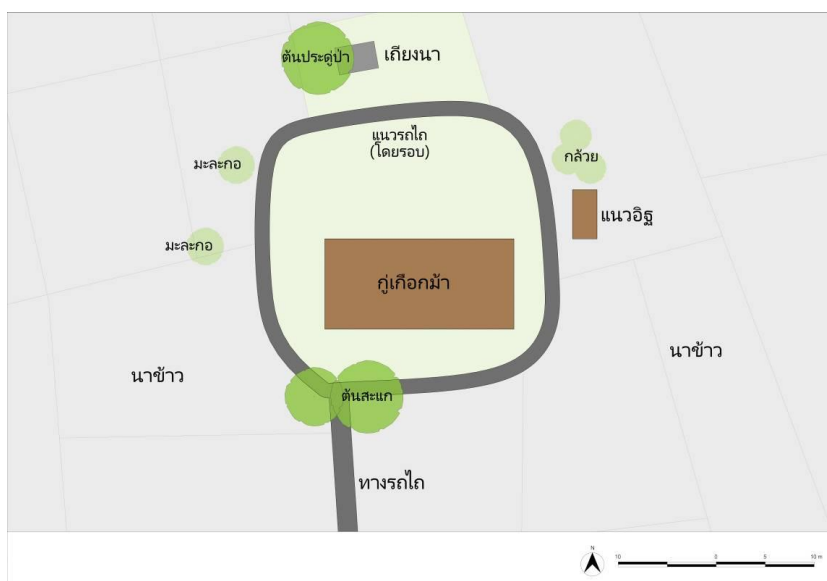 ต้นประดู่ป่า
เถียงนา
แนวรถไถ
(โดยรอบ)
มะละกอ
กล้วย
แนวอิฐ
มะละกอ
กู่เกือกม้า
นาข้าว
นาข้าว
ต้นสะแก
ทางรถไถ
N
10 0 5 10 m